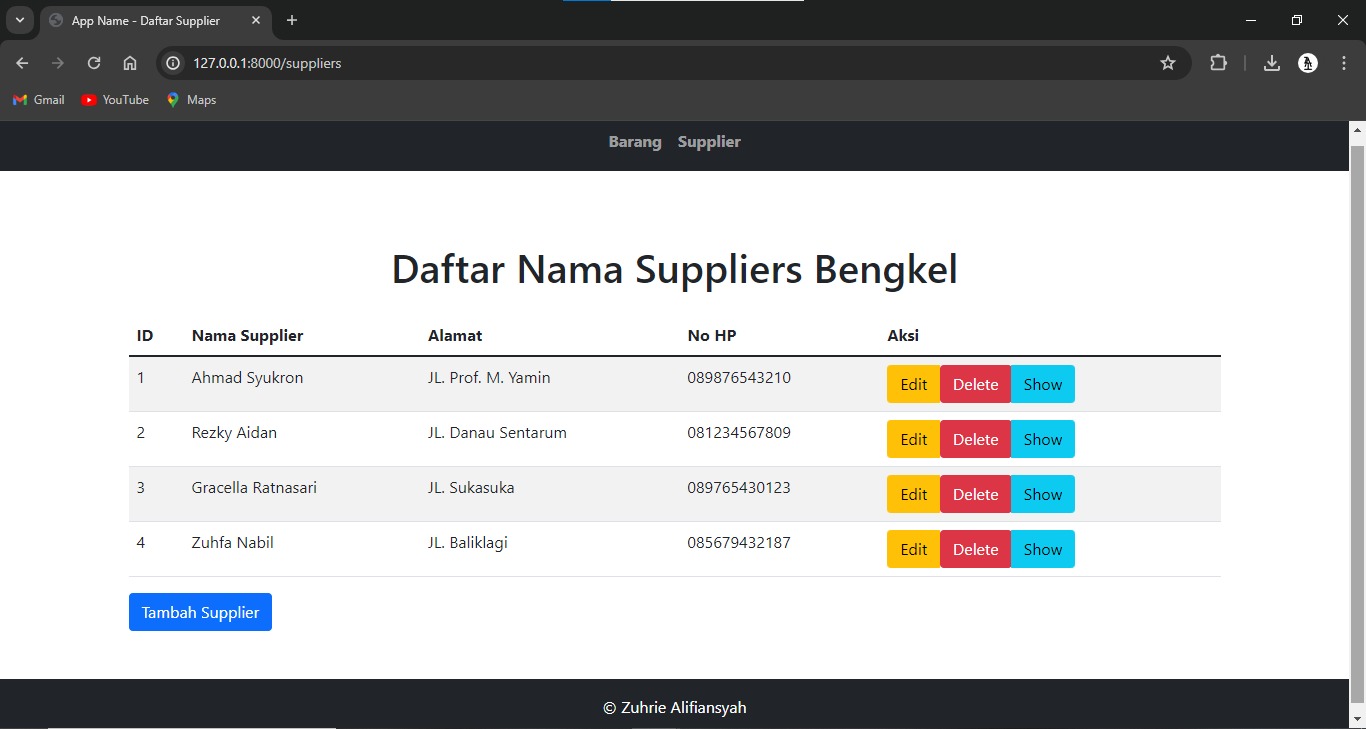 App Name - Daftar Supplier
127.0.0.1:8000/suppliers
Gmail YouTube Maps
Barang Supplier
Daftar Nama Suppliers Bengkel
ID Nama Supplier Alamat No HP Aksi
1 Ahmad Syukron JL. Prof. M. Yamin 089876543210 Edit Delete Show
2 Rezky Aidan JL. Danau Sentarum 081234567809 Edit Delete Show
3 Gracella Ratnasari JL. Sukasuka 089765430123 Edit Delete Show
4 Zuhfa Nabil JL. Baliklagi 085679432187 Edit Delete Show
Tambah Supplier
© Zuhrie Alifiansyah